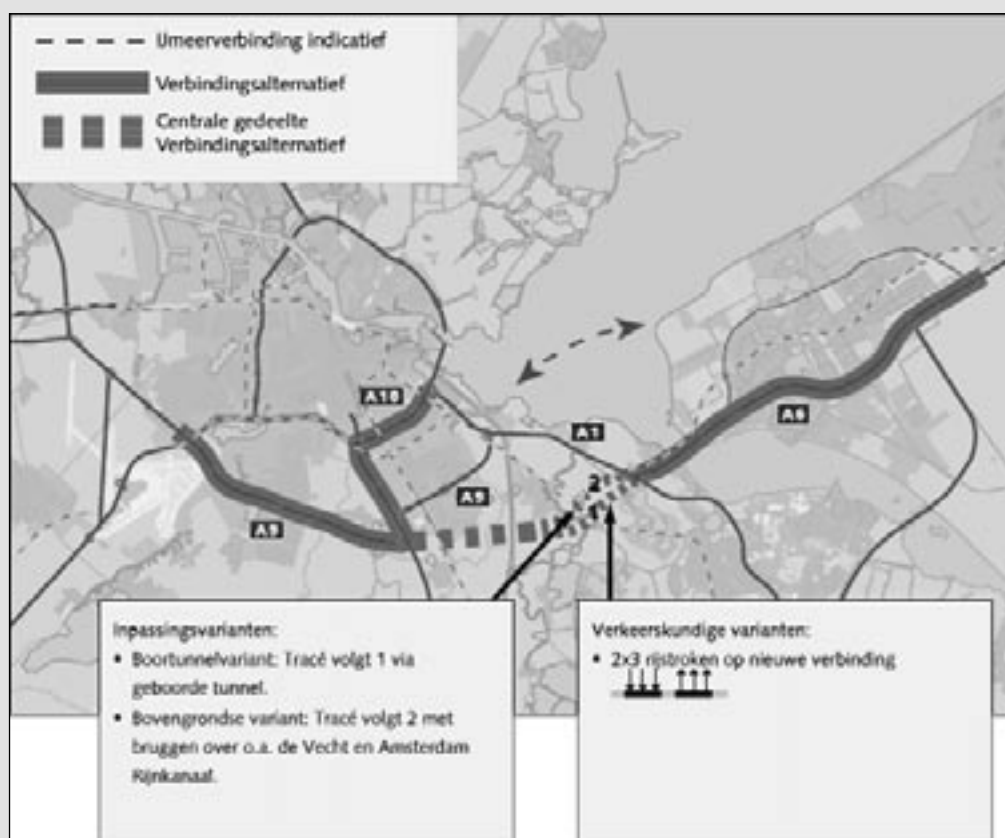 IJmeerverbinding indicatief
Verbindingsalternatief
Centrale gedeelte
Verbindingsalternatief
A10
A1
A6
A9
A9
2
1
Inpassingsvarianten:
• Boortunnelvariant: Tracé volgt 1 via
geboorde tunnel.
• Bovengrondse variant: Tracé volgt 2 met
bruggen over o.a. de Vecht en Amsterdam
Rijnkanaal.
Verkeerskundige varianten:
• 2x3 rijstroken op nieuwe verbinding